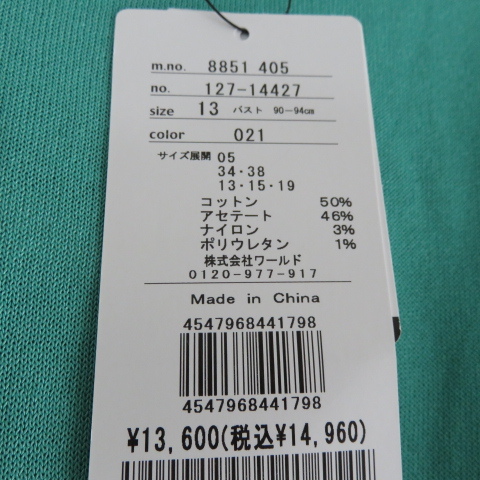 m.no. 8851 405
no. 127-14427
size 13 バスト 90-94cm
color 021
サイズ展開 05
34・38
13・15・19
コットン 50%
アセテート 46%
ナイロン 3%
ポリウレタン 1%
株式会社ワールド
0120-977-917
Made in China
4547968441798
4547968441798
¥13,600(税込¥14,960)